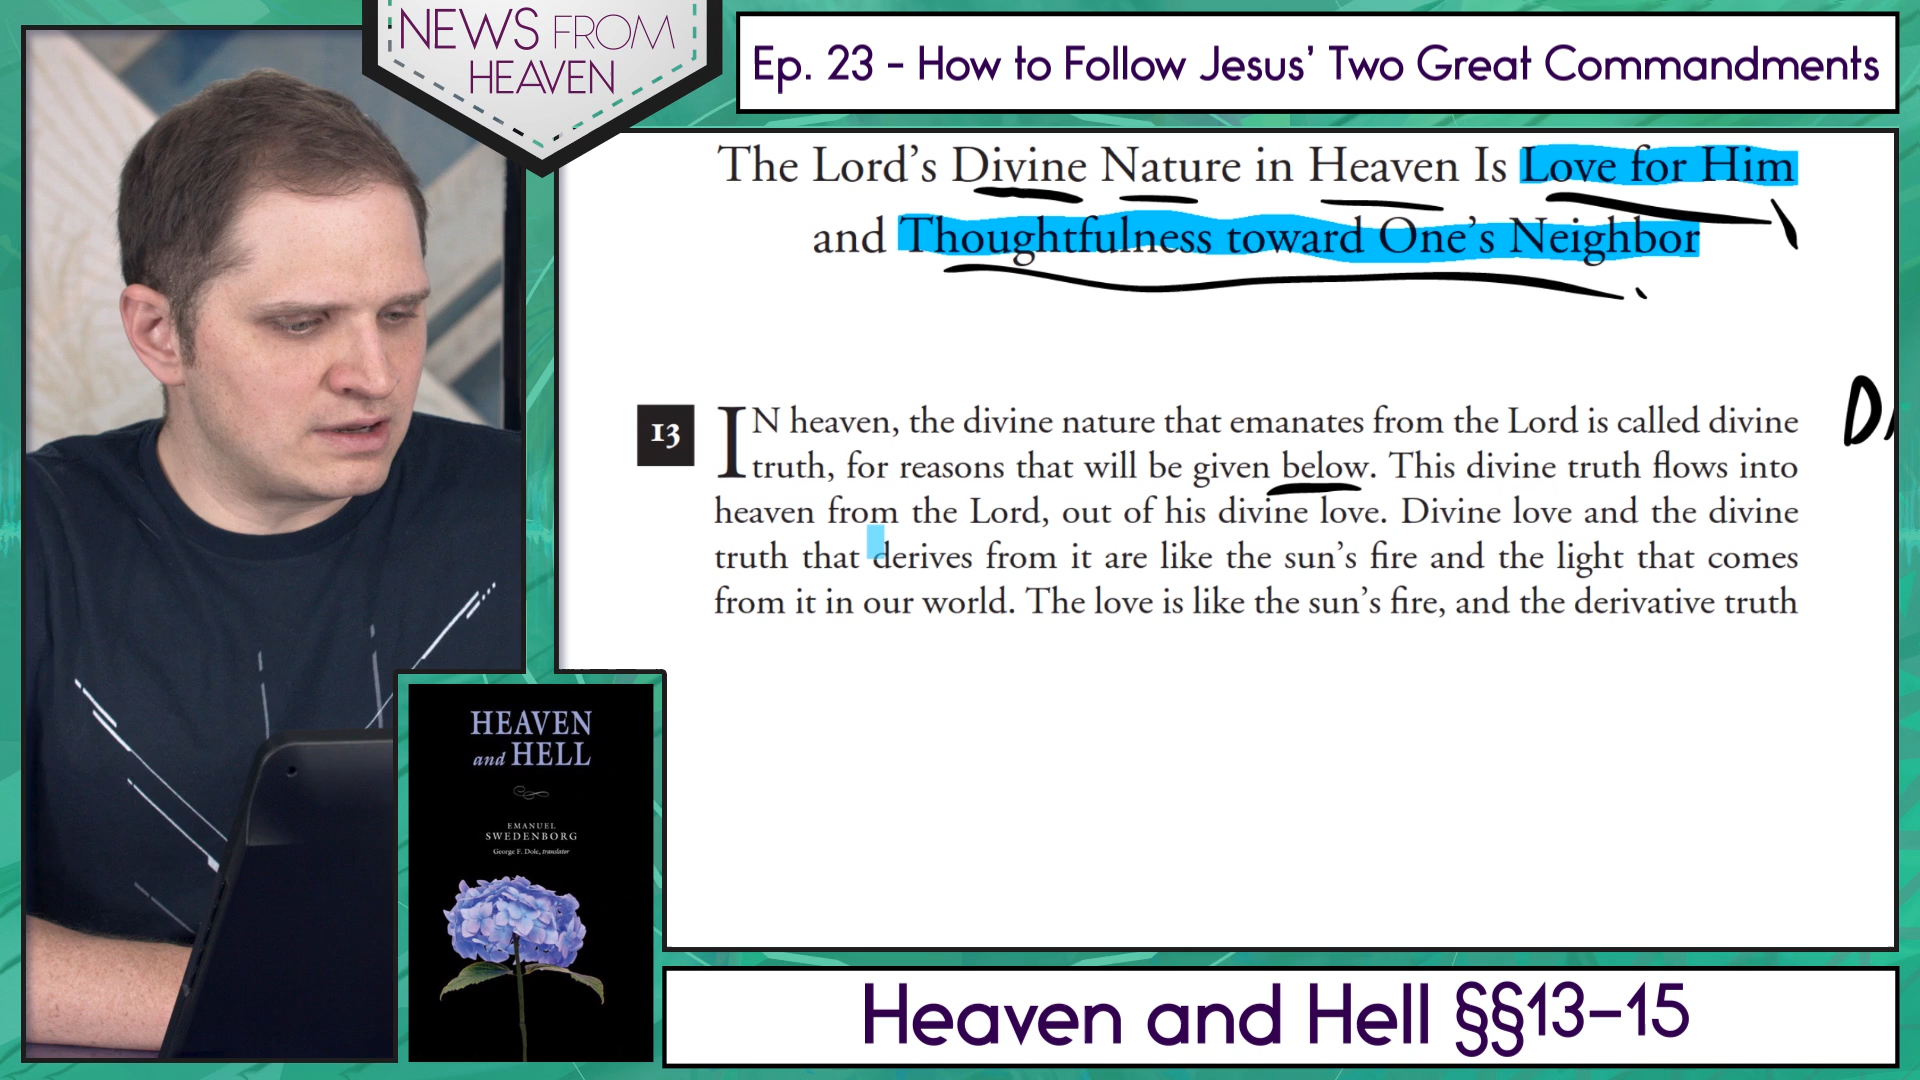 NEWS FROM
HEAVEN
Ep. 23 - How to Follow Jesus' Two Great Commandments
The Lord's Divine Nature in Heaven Is Love for Him
and Thoughtfulness toward One's Neighbor
13
IN heaven, the divine nature that emanates from the Lord is called divine
truth, for reasons that will be given below. This divine truth flows into
heaven from the Lord, out of his divine love. Divine love and the divine
truth that derives from it are like the sun's fire and the light that comes
from it in our world. The love is like the sun's fire, and the derivative truth
HEAVEN
and HELL
EMANUEL
SWEDENBORG
George F. Dole, translator
Heaven and Hell §§13–15